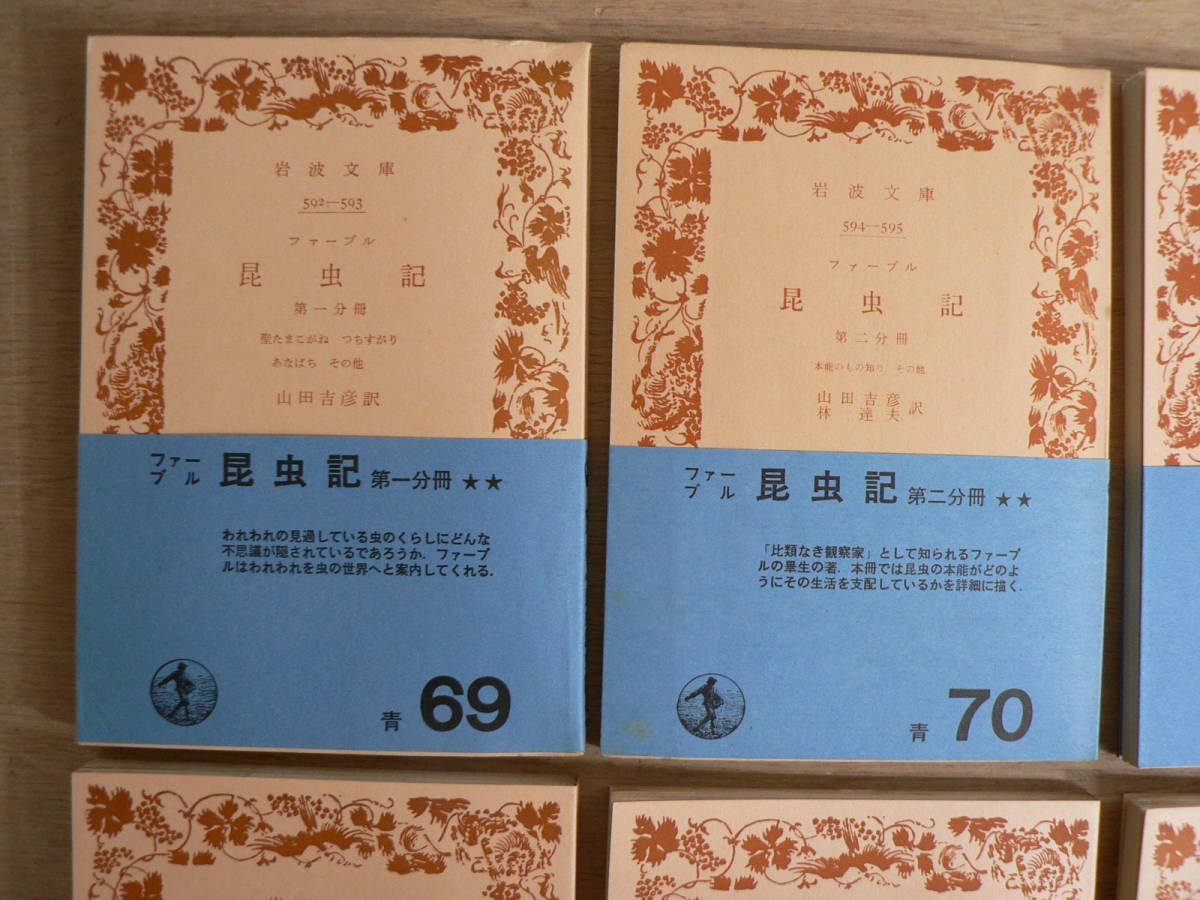 岩波文庫
592―593
ファーブル
昆虫記
第一分冊
聖たまこがね つちすがり
あなばち その他
山田吉彦訳
ファーブル 昆虫記 第一分冊 ★★
われわれの見過している虫のくらしにどんな
不思議が隠されているであろうか．ファーブ
ルはわれわれを虫の世界へと案内してくれる．
青 69
岩波文庫
594―595
ファーブル
昆虫記
第二分冊
本能のもの知り その他
山田吉彦
林達夫 訳
ファーブル 昆虫記 第二分冊 ★★
「比類なき観察家」として知られるファーブ
ルの畢生の著．本冊では昆虫の本能がどのよ
うにその生活を支配しているかを詳細に描く．
青 70